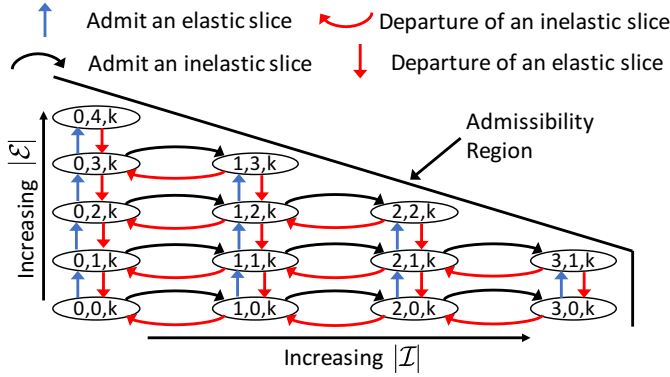 Admit an elastic slice
Departure of an inelastic slice
Admit an inelastic slice
Departure of an elastic slice
Admissibility
Region
Increasing |ℰ|
0,4,k
0,3,k
1,3,k
0,2,k
1,2,k
2,2,k
0,1,k
1,1,k
2,1,k
3,1,k
0,0,k
1,0,k
2,0,k
3,0,k
Increasing |ℐ|